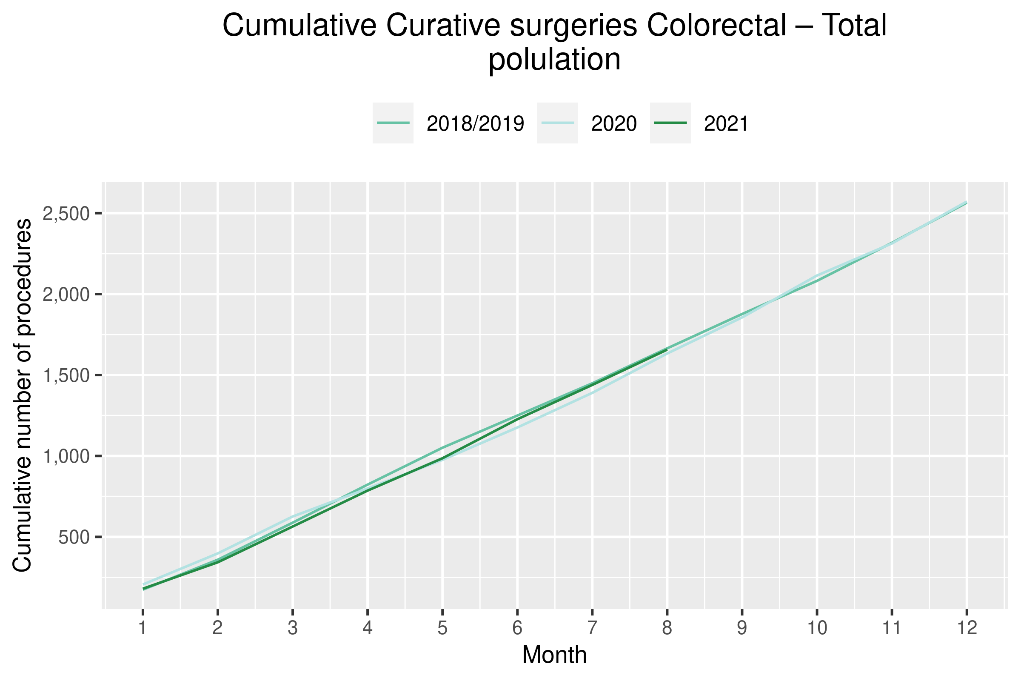 Cumulative Curative surgeries Colorectal – Total
polulation
2018/2019 2020 2021
Cumulative number of procedures
2,500
2,000
1,500
1,000
500
1 2 3 4 5 6 7 8 9 10 11 12
Month